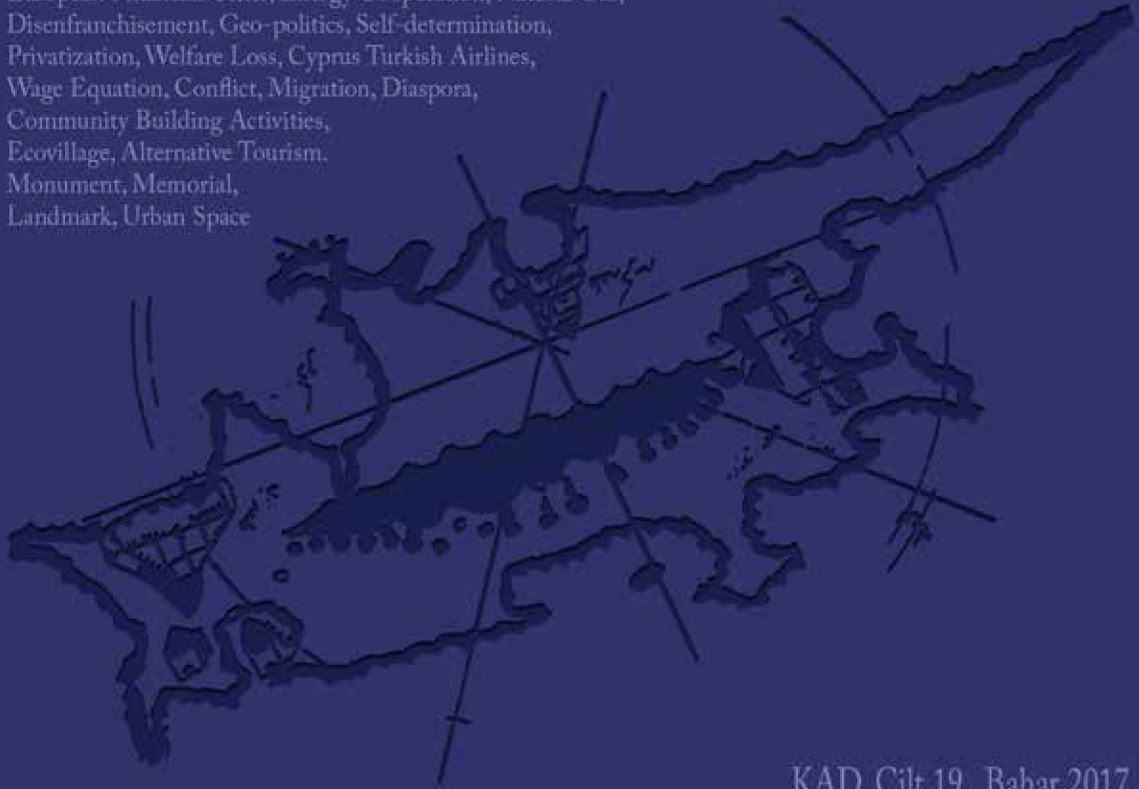 Disenfranchisement, Geo-politics, Self-determination,
Privatization, Welfare Loss, Cyprus Turkish Airlines,
Wage Equation, Conflict, Migration, Diaspora,
Community Building Activities,
Ecovillage, Alternative Tourism.
Monument, Memorial,
Landmark, Urban Space
KAD, Cilt 19, Bahar 2017